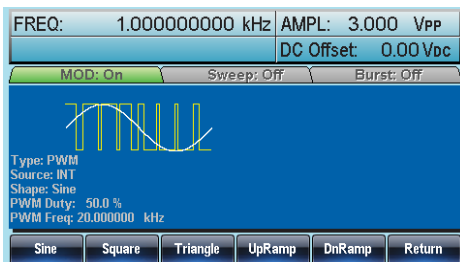 FREQ: 1.000000000 kHz AMPL: 3.000 VPP
DC Offset: 0.00 VDC
MOD: On Sweep: Off Burst: Off
Type: PWM
Source: INT
Shape: Sine
PWM Duty: 50.0 %
PWM Freq: 20.000000 kHz
Sine Square Triangle UpRamp DnRamp Return